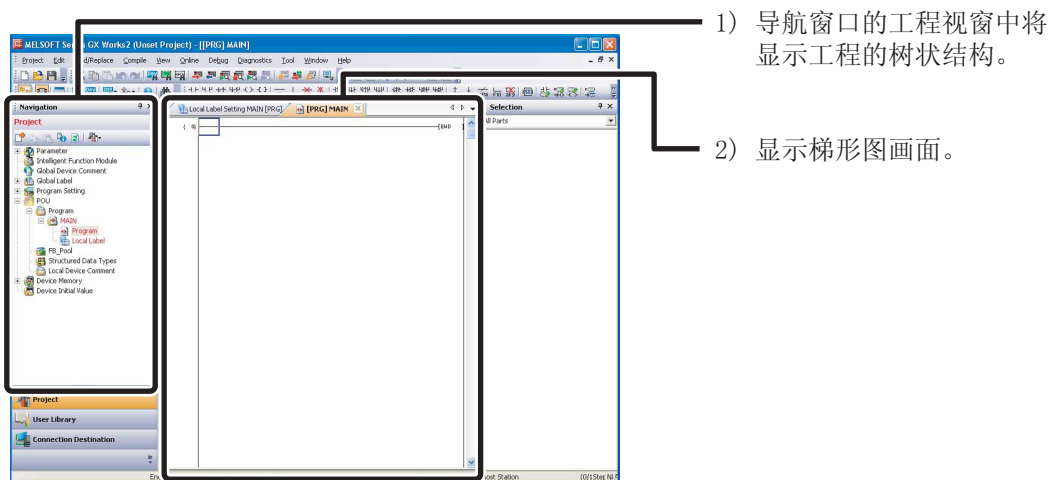 1) 导航窗口的工程视窗中将
显示工程的树状结构。
2) 显示梯形图画面。
MELSOFT Se GX Works2 (Unset Project) - [[PRG] MAIN]
Project Edit d/Replace Compile View Online Debug Diagnostics Tool Window Help
Navigation
Project
Parameter
Intelligent Function Module
Global Device Comment
Global Label
Program Setting
POU
Program
MAIN
Program
Local Label
FB_Pool
Structured Data Types
Local Device Comment
Device Memory
Device Initial Value
Project
User Library
Connection Destination
Local Label Setting MAIN [PRG]
[PRG] MAIN
( 0)
[END ]
Selection
All Parts
ost Station
(0/1Step